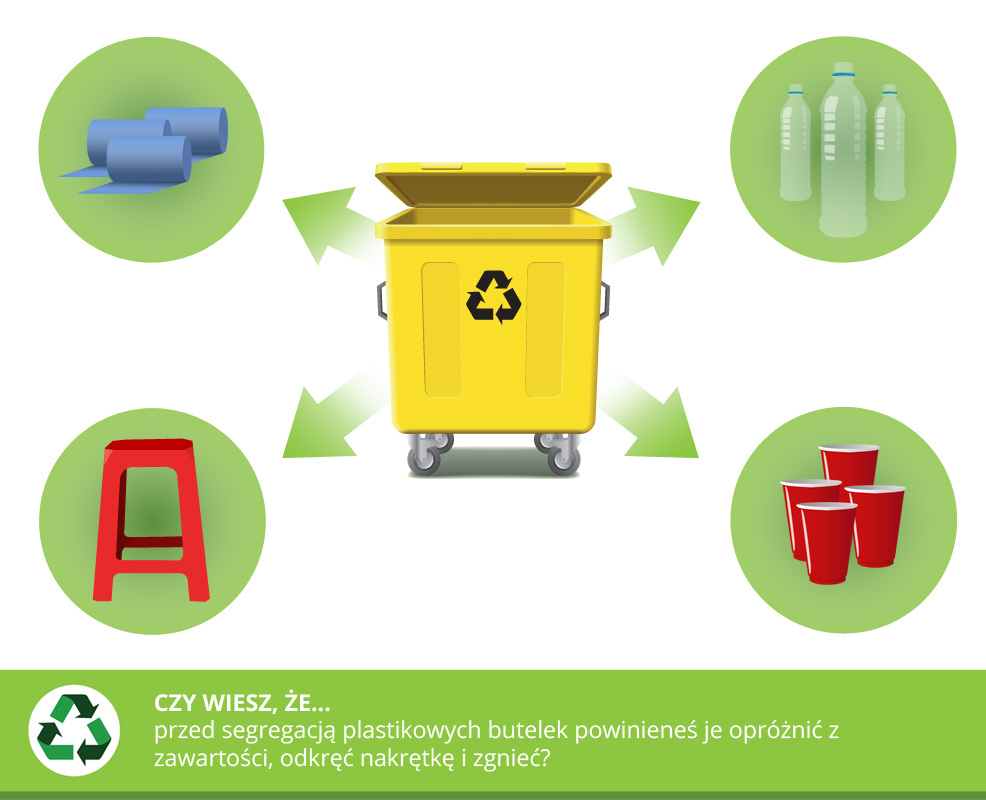 CZY WIESZ, ŻE...
przed segregacją plastikowych butelek powinieneś je opróżnić z
zawartości, odkręć nakrętkę i zgnieć?